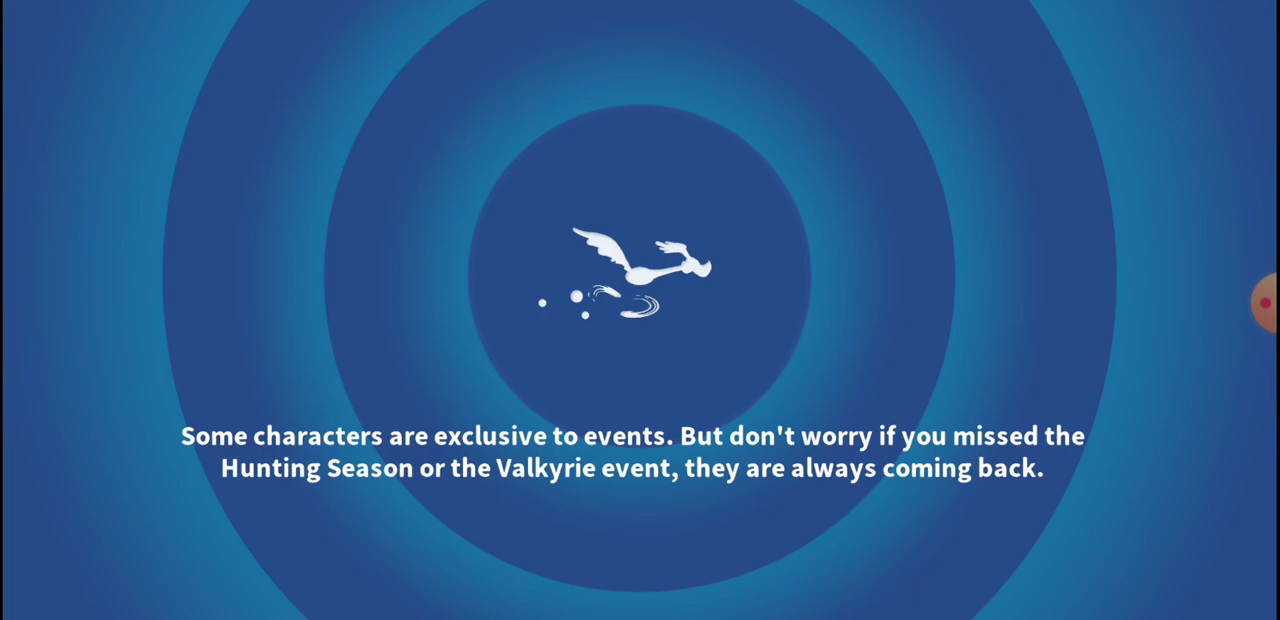 Some characters are exclusive to events. But don't worry if you missed the
Hunting Season or the Valkyrie event, they are always coming back.